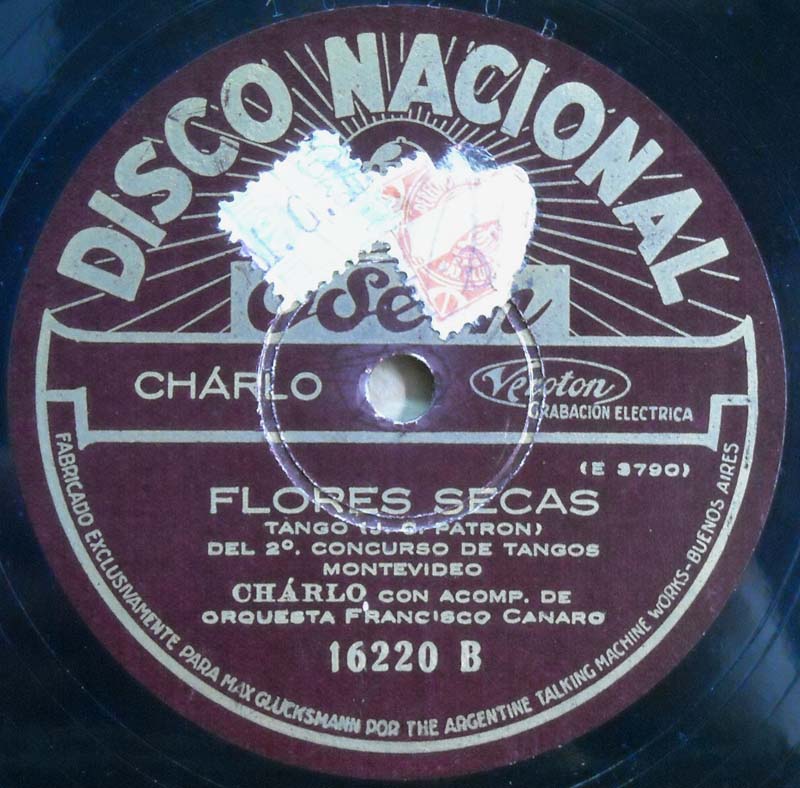 DISCO NACIONAL
CHÁRLO
Veroton
GRABACIÓN ELECTRICA
(E 3790)
FLORES SECAS
TANGO (J. C. PATRON)
DEL 2º. CONCURSO DE TANGOS
MONTEVIDEO
CHÁRLO CON ACOMP. DE
ORQUESTA FRANCISCO CANARO
16220 B
FABRICADO EXCLUSIVAMENTE PARA MAX GLUCKSMANN POR THE ARGENTINE TALKING MACHINE WORKS-BUENOS AIRES